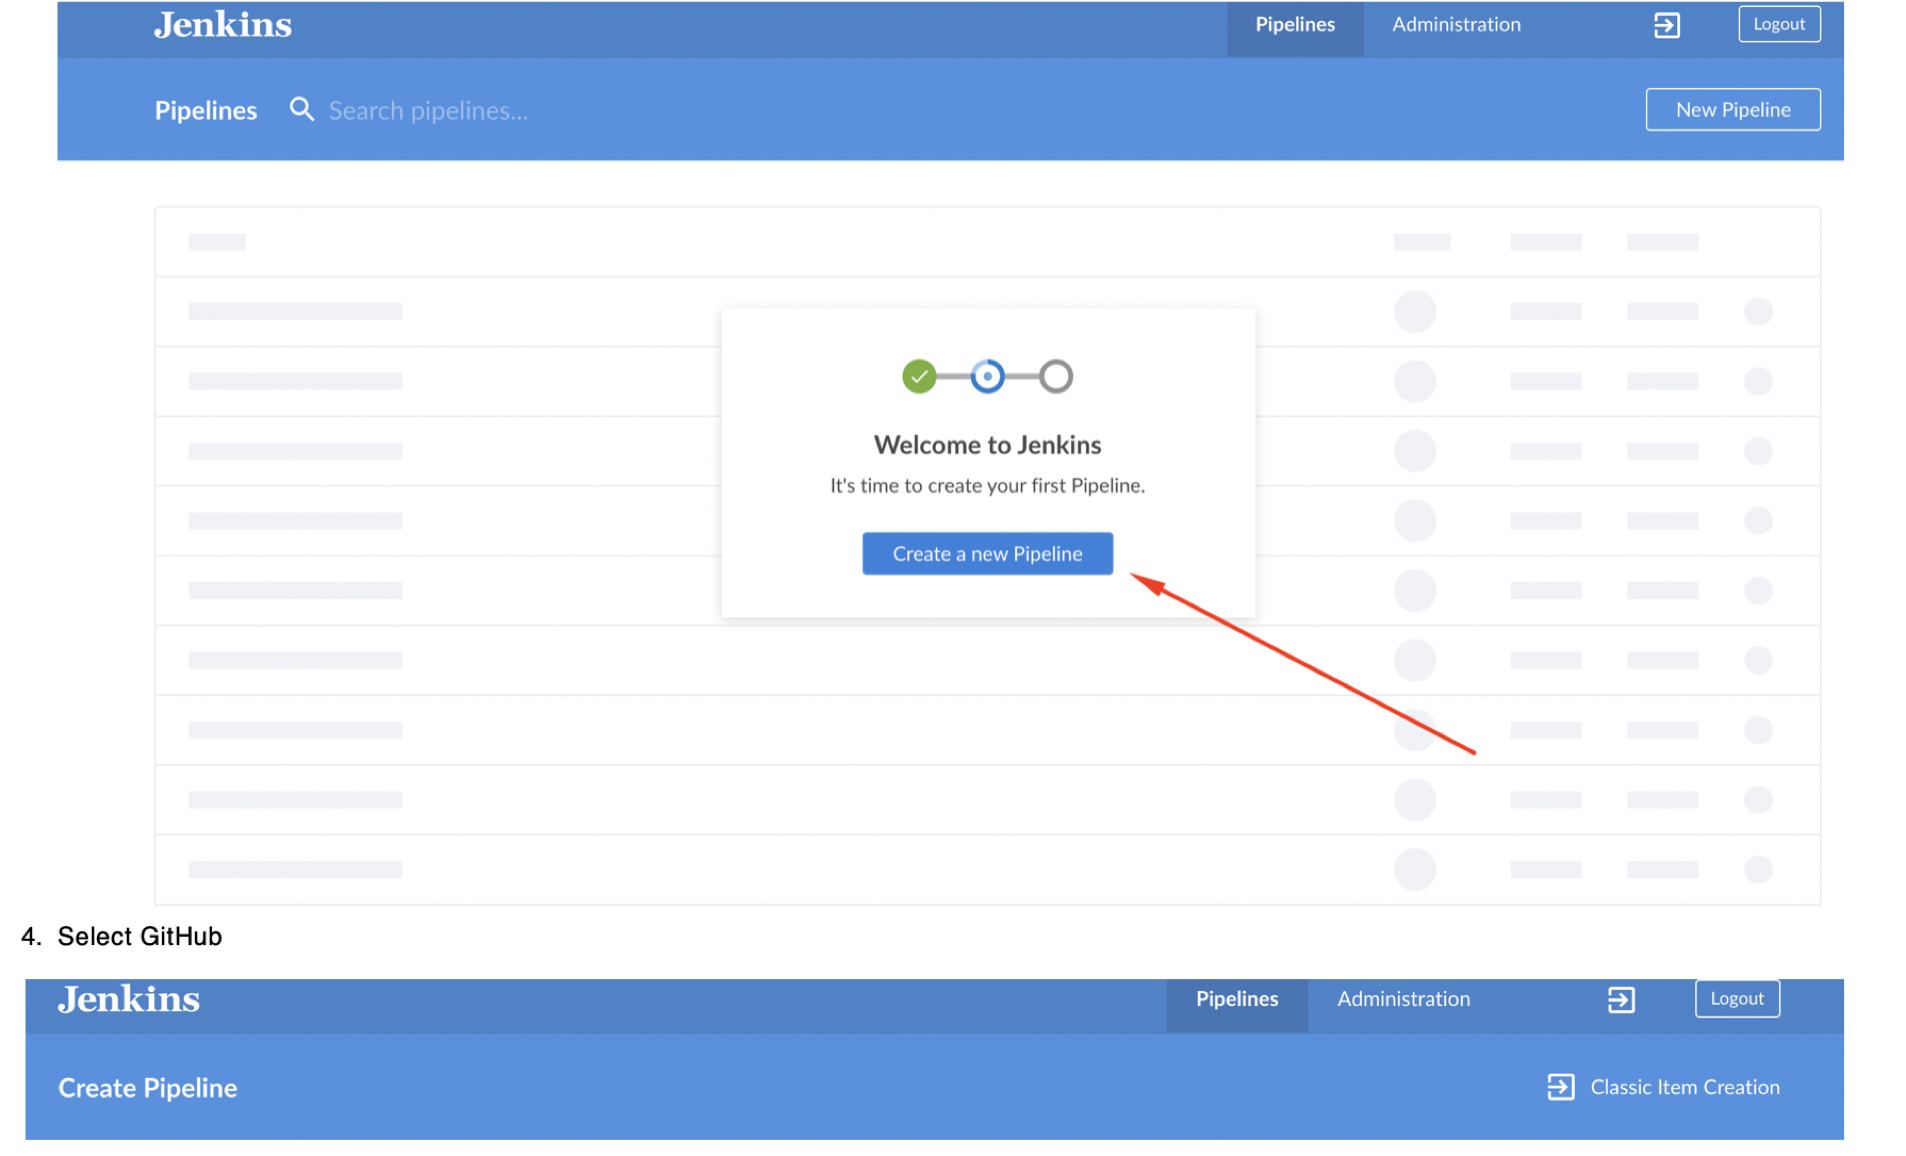 Jenkins Pipelines Administration Logout
Pipelines Search pipelines... New Pipeline
Welcome to Jenkins
It's time to create your first Pipeline.
Create a new Pipeline
4. Select GitHub
Jenkins Pipelines Administration Logout
Create Pipeline Classic Item Creation